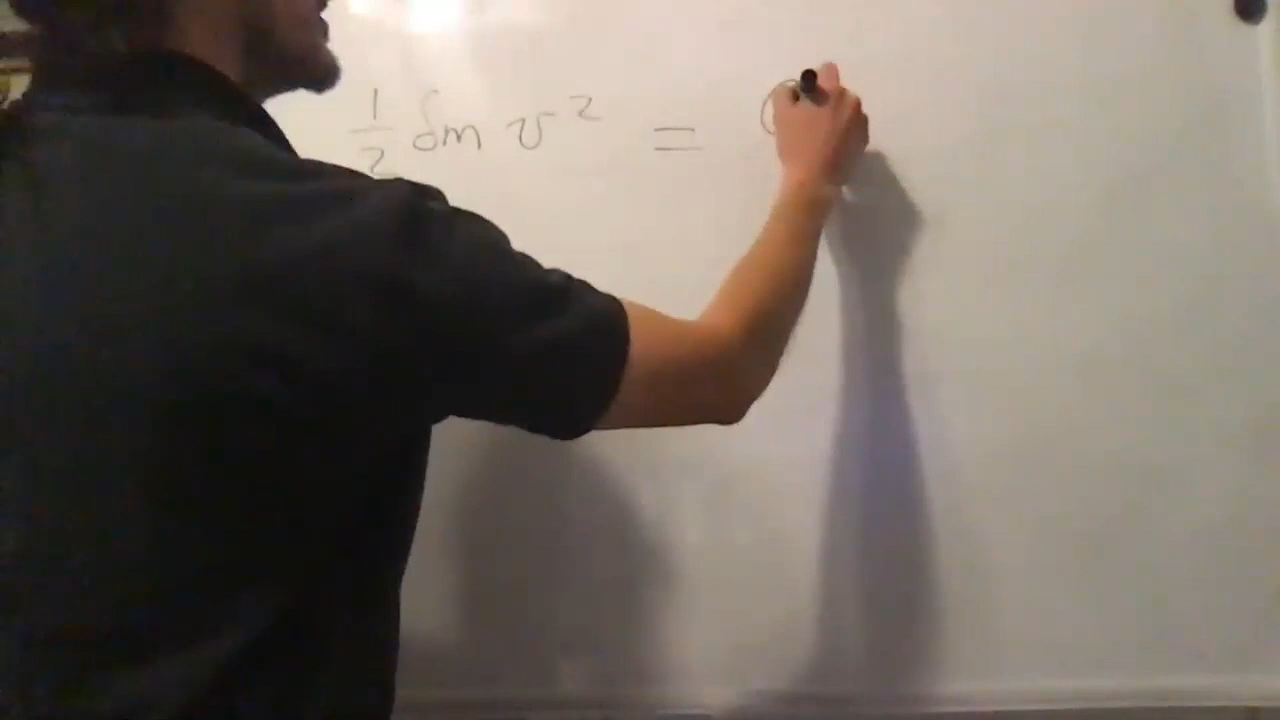 1/2 δm v² =